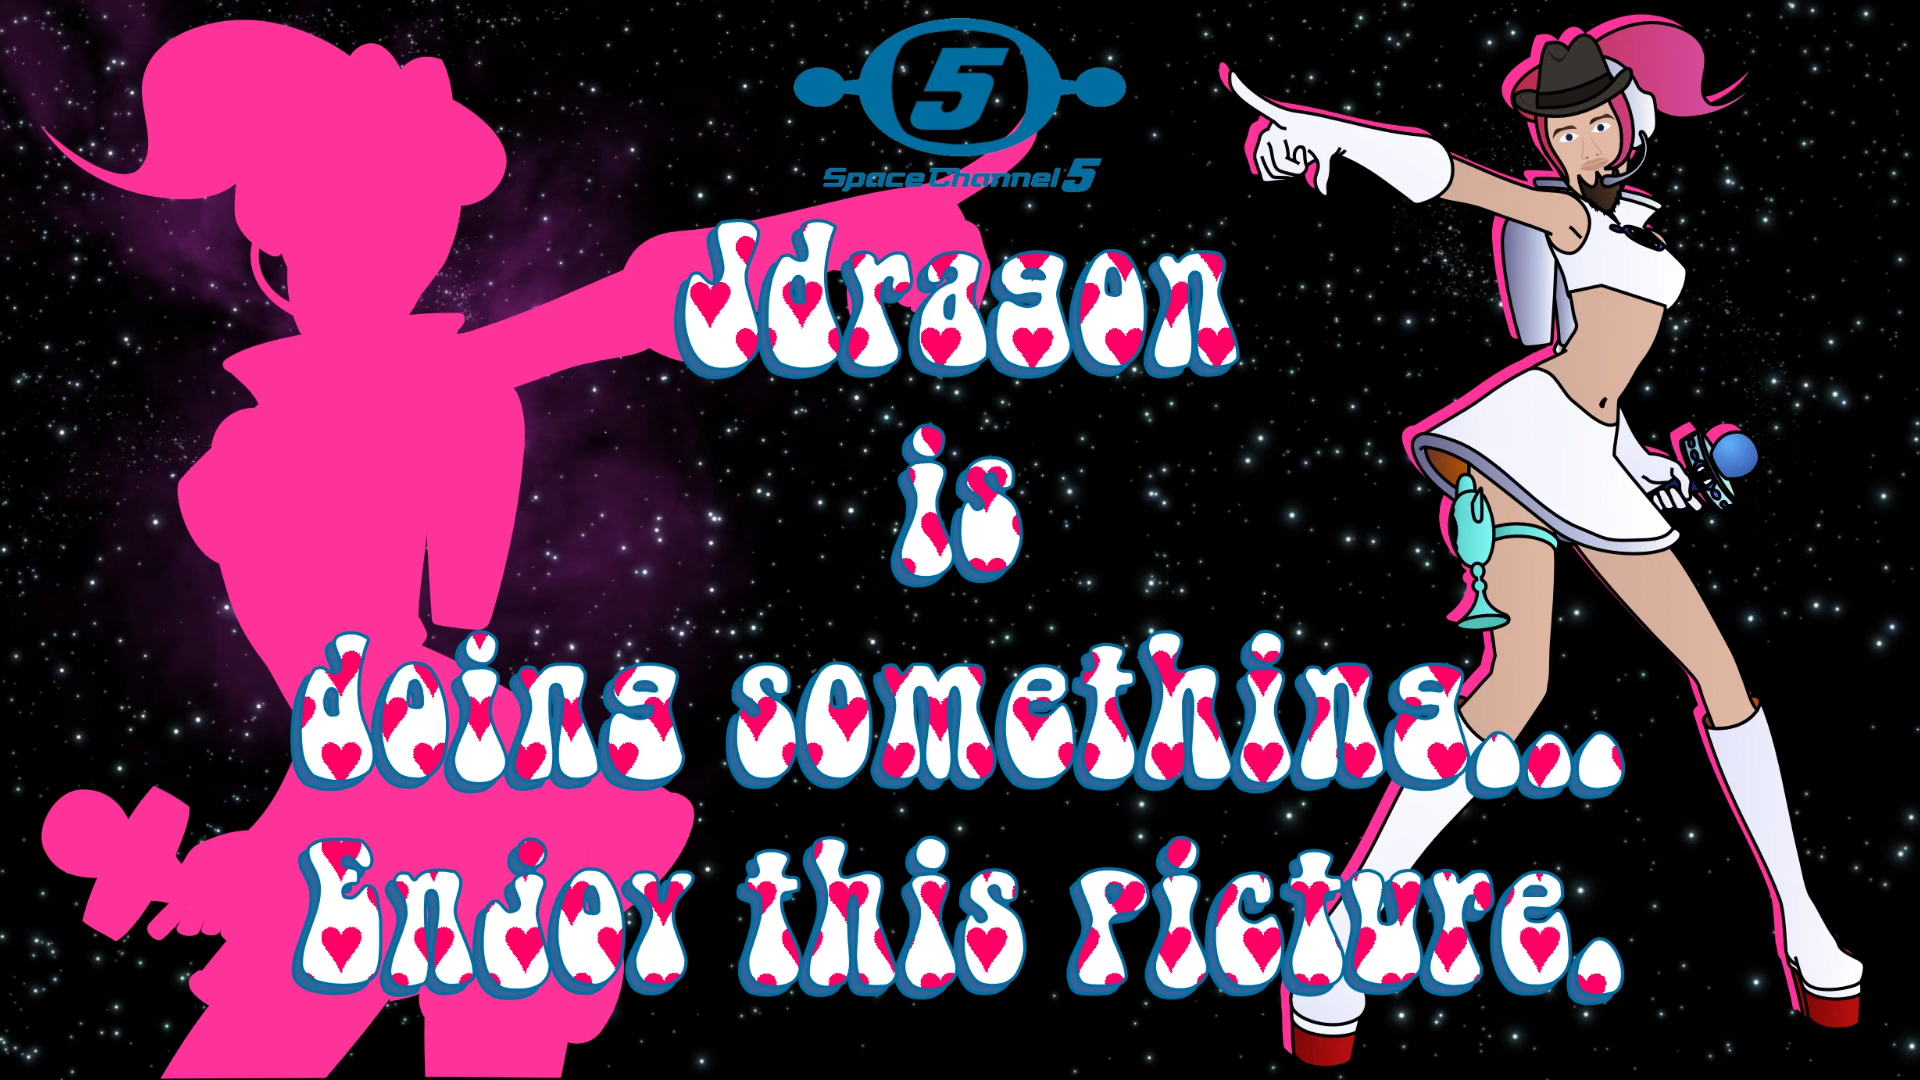 5
Space Channel 5
Jdragon
is
doing something...
Enjoy this picture.